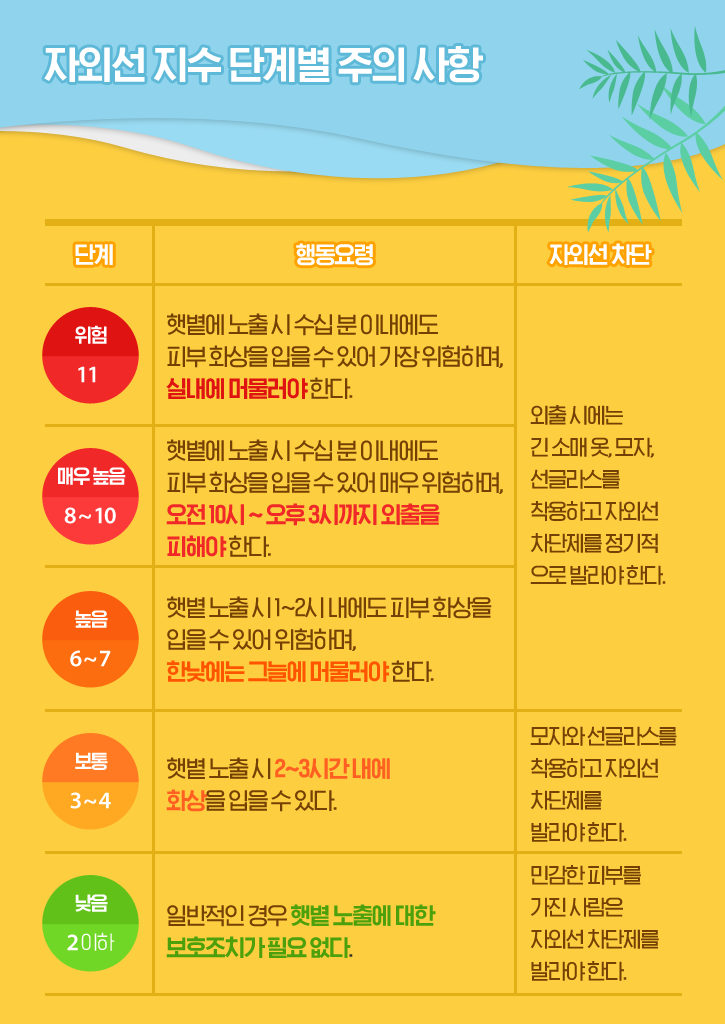 자외선 지수 단계별 주의 사항
단계
행동요령
자외선 차단
위험
11
햇볕에 노출 시 수십 분 이내에도
피부 화상을 입을 수 있어 가장 위험하며,
실내에 머물러야 한다.
매우 높음
8~10
햇볕에 노출 시 수십 분 이내에도
피부 화상을 입을 수 있어 매우 위험하며,
오전 10시 ~ 오후 3시까지 외출을
피해야 한다.
높음
6~7
햇볕 노출 시 1~2시 내에도 피부 화상을
입을 수 있어 위험하며,
한낮에는 그늘에 머물러야 한다.
외출 시에는
긴 소매 옷, 모자,
선글라스를
착용하고 자외선
차단제를 정기적
으로 발라야 한다.
보통
3~4
햇볕 노출 시 2~3시간 내에
화상을 입을 수 있다.
모자와 선글라스를
착용하고 자외선
차단제를
발라야 한다.
낮음
2이하
일반적인 경우 햇볕 노출에 대한
보호조치가 필요 없다.
민감한 피부를
가진 사람은
자외선 차단제를
발라야 한다.